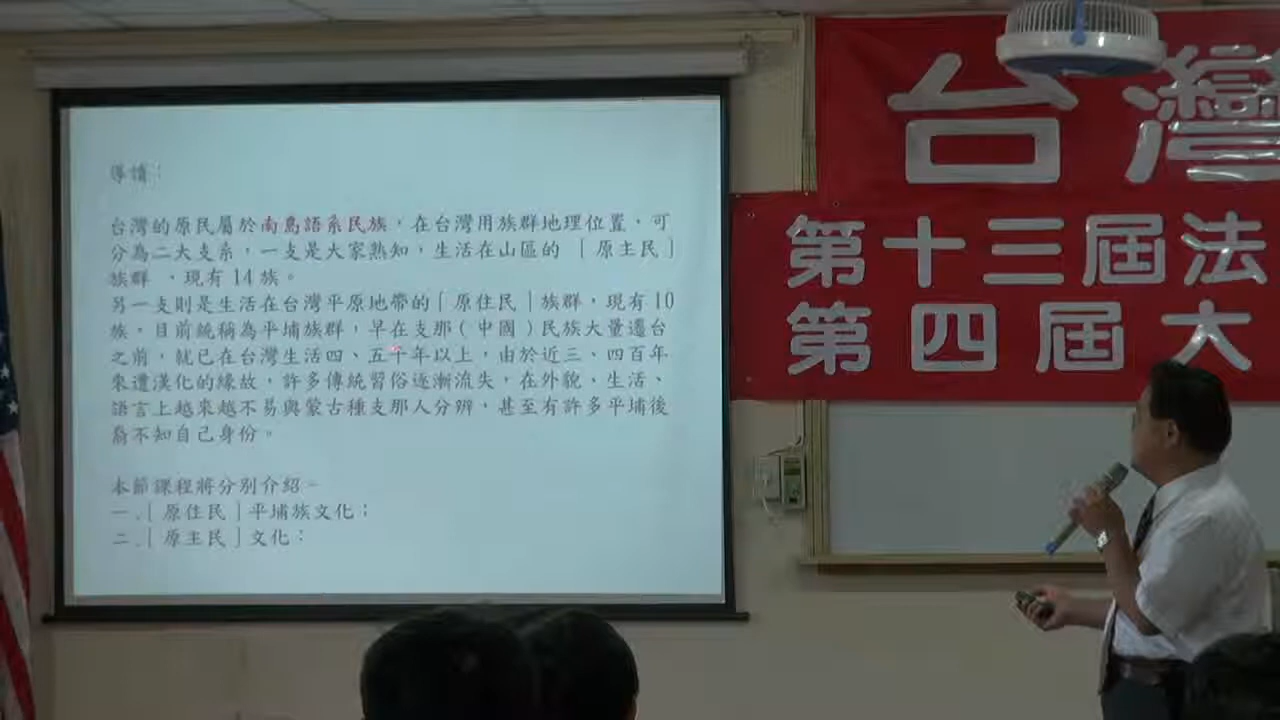 導讀：
台灣的原民屬於南島語系民族，在台灣用族群地理位置，可
分為二大支系，一支是大家熟知，生活在山區的「原主民」
族群 ，現有14族。
另一支則是生活在台灣平原地帶的「原住民」族群，現有10
族，目前統稱為平埔族群，早在支那（中國）民族大量遷台
之前，就已在台灣生活四、五千年以上，由於近三、四百年
來遭漢化的緣故，許多傳統習俗逐漸流失，在外貌、生活、
語言上越來越不易與蒙古種支那人分辨，甚至有許多平埔後
裔不知自己身份。
本節課程將分別介紹。
一.「原住民」平埔族文化；
二.「原主民」文化：
台灣
第十三屆法
第四屆大